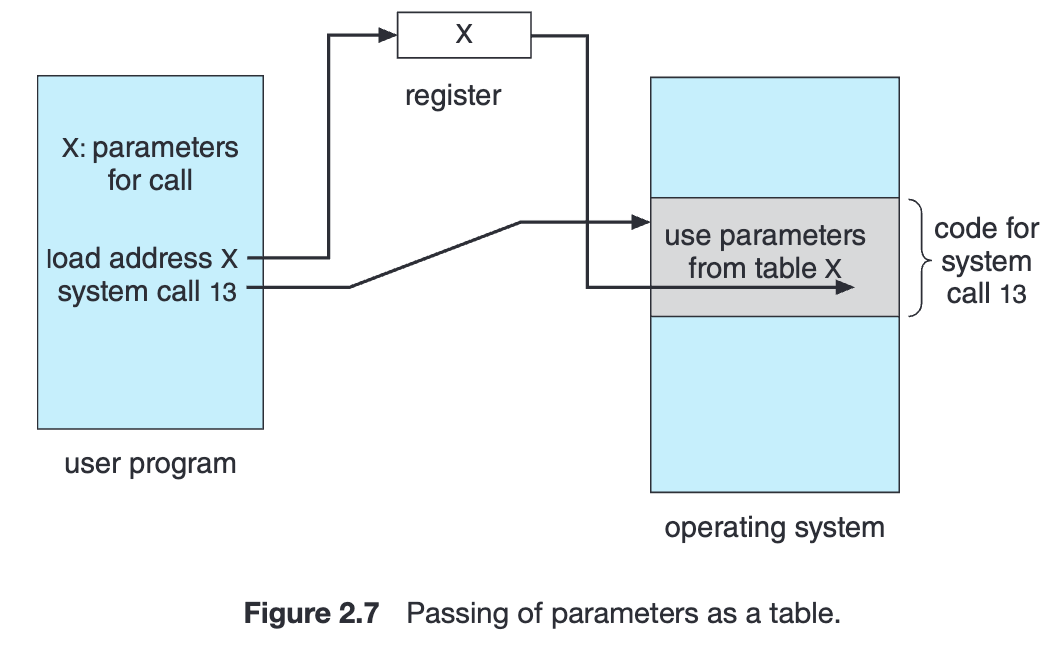 X
register
X: parameters
for call
load address X
system call 13
use parameters
from table X
code for
system
call 13
user program
operating system
Figure 2.7 Passing of parameters as a table.